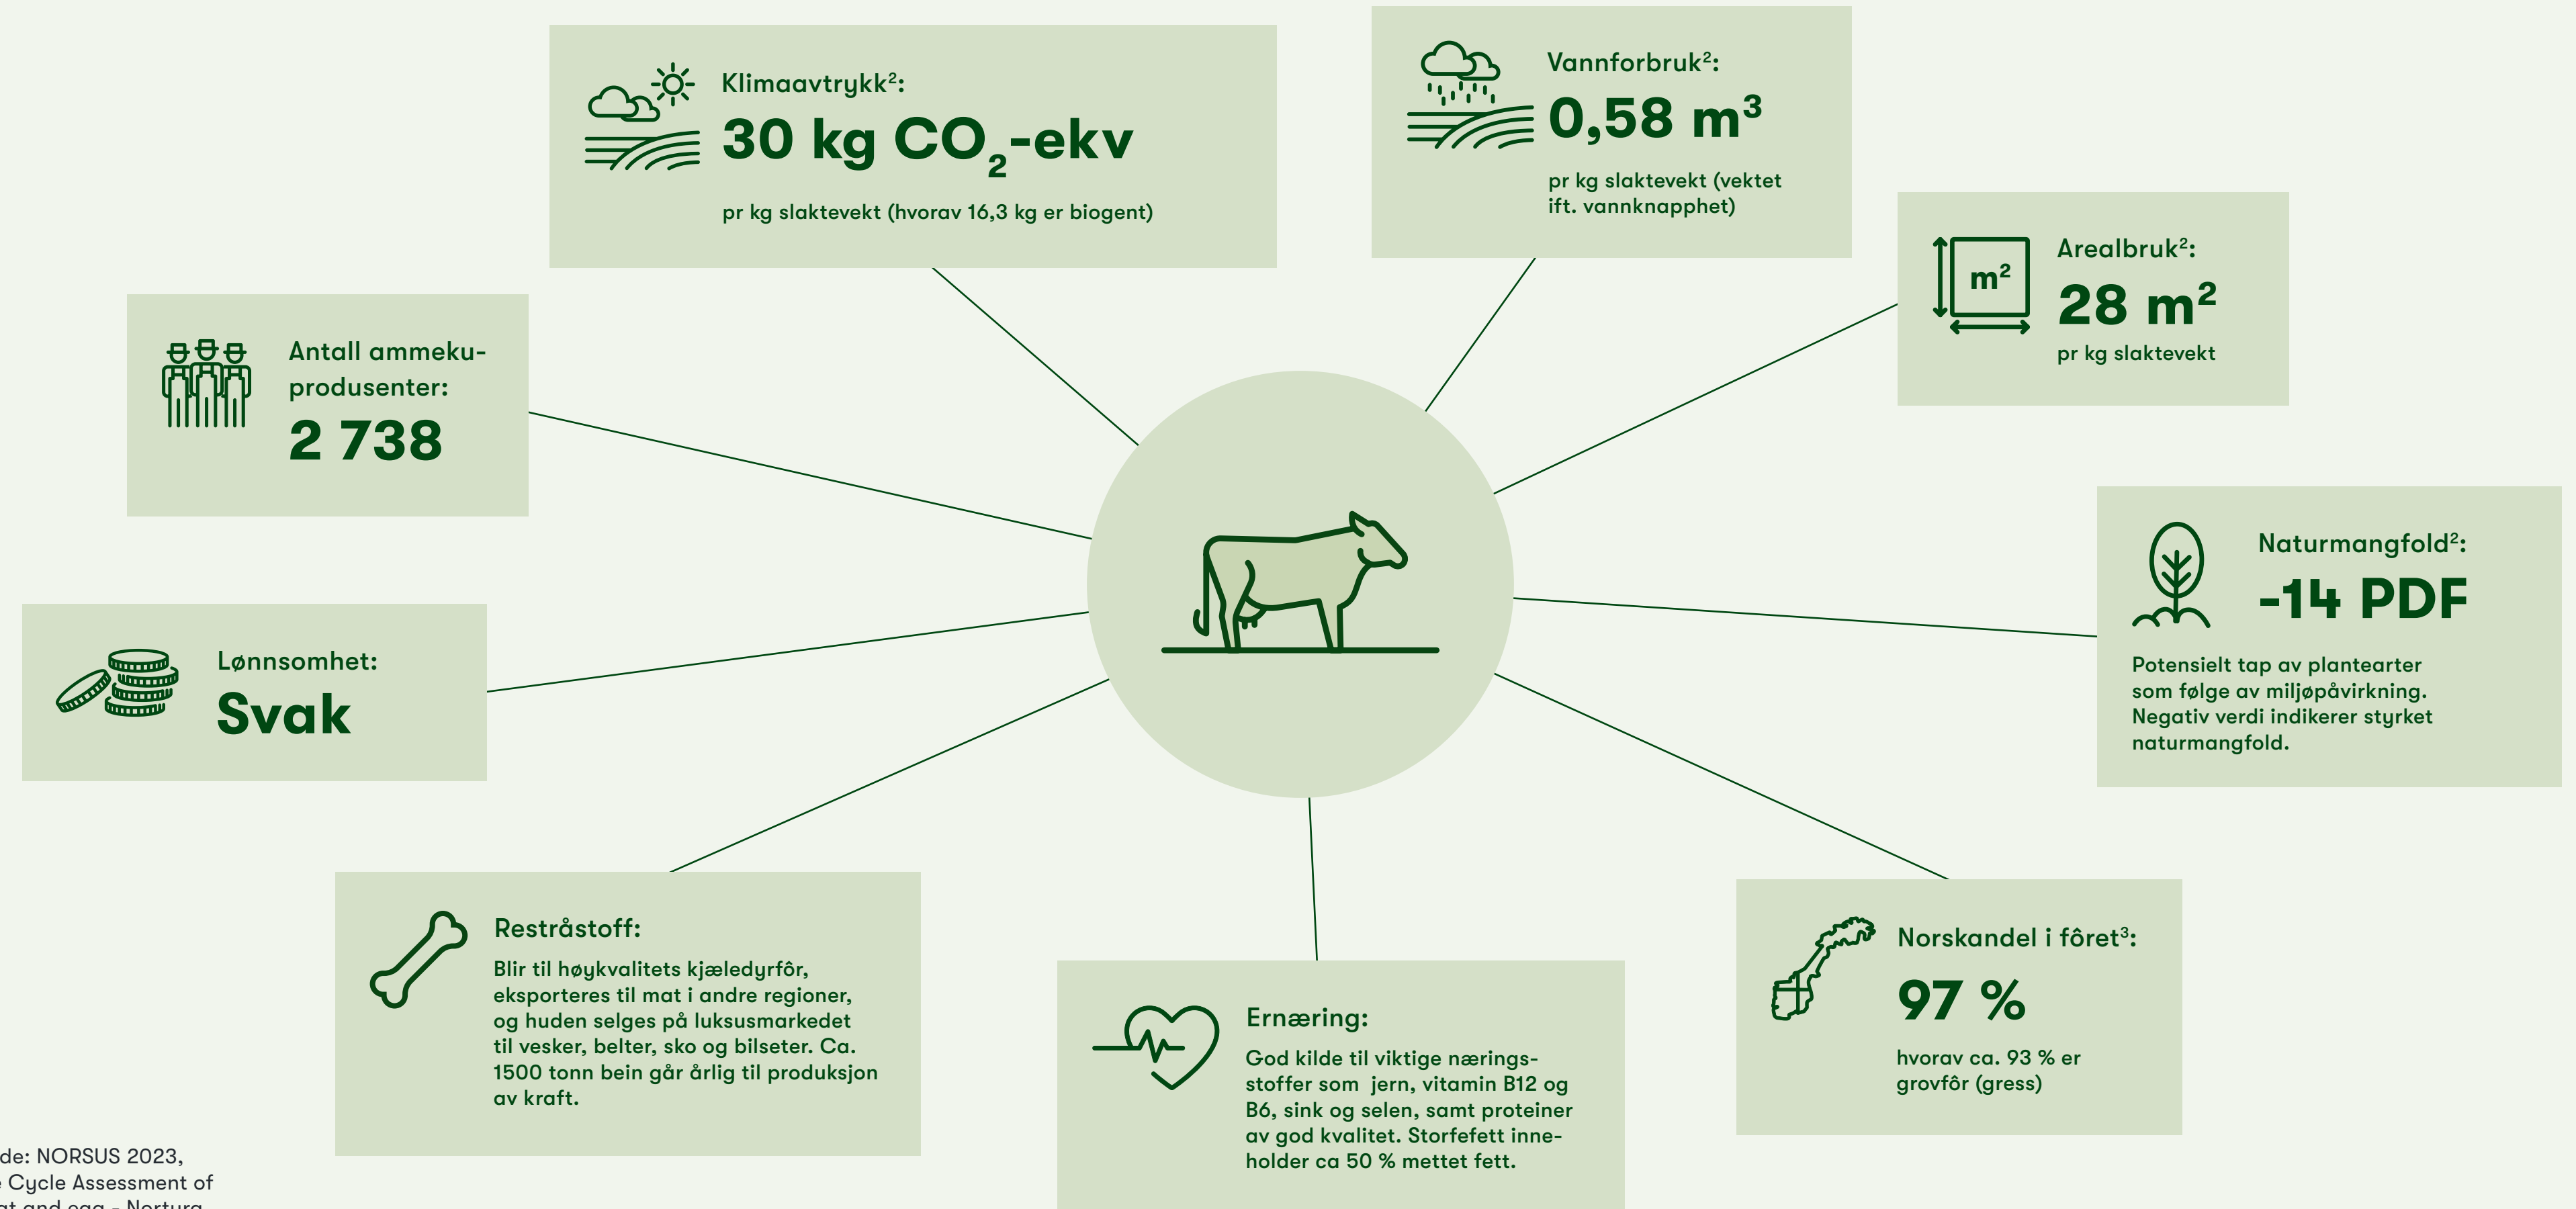 Klimaavtrykk²:
30 kg CO₂-ekv
pr kg slaktevekt (hvorav 16,3 kg er biogent)
Vannforbruk²:
0,58 m³
pr kg slaktevekt (vektet
ift. vannknapphet)
m²
Arealbruk²:
28 m²
pr kg slaktevekt
Antall ammeku-
produsenter:
2 738
Naturmangfold²:
-14 PDF
Potensielt tap av plantearter
som følge av miljøpåvirkning.
Negativ verdi indikerer styrket
naturmangfold.
Lønnsomhet:
Svak
Restråstoff:
Blir til høykvalitets kjæledyrfôr,
eksporteres til mat i andre regioner,
og huden selges på luksusmarkedet
til vesker, belter, sko og bilseter. Ca.
1500 tonn bein går årlig til produksjon
av kraft.
Ernæring:
God kilde til viktige nærings-
stoffer som jern, vitamin B12 og
B6, sink og selen, samt proteiner
av god kvalitet. Storfefett inne-
holder ca 50 % mettet fett.
Norskandel i fôret³:
97 %
hvorav ca. 93 % er
grovfôr (gress)
de: NORSUS 2023,
Cycle Assessment of
and egg - Nortura